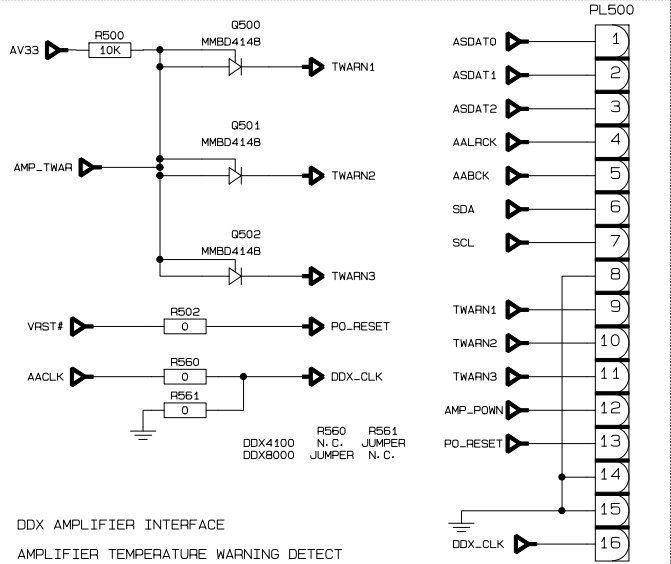 PL500
Q500
MMBD4148
R500
AV33
10K
TWARN1
Q501
MMBD4148
AMP_TWAR
TWARN2
Q502
MMBD4148
TWARN3
R502
VRST#
0
PO_RESET
R560
AACLK
0
DDX_CLK
R561
0
R560 R561
DDX4100 N.C. JUMPER
DDX8000 JUMPER N.C.
DDX AMPLIFIER INTERFACE
AMPLIFIER TEMPERATURE WARNING DETECT
ASDAT0 1
ASDAT1 2
ASDAT2 3
AALRCK 4
AABCK 5
SDA 6
SCL 7
8
TWARN1 9
TWARN2 10
TWARN3 11
AMP_POWN 12
PO_RESET 13
14
15
DDX_CLK 16